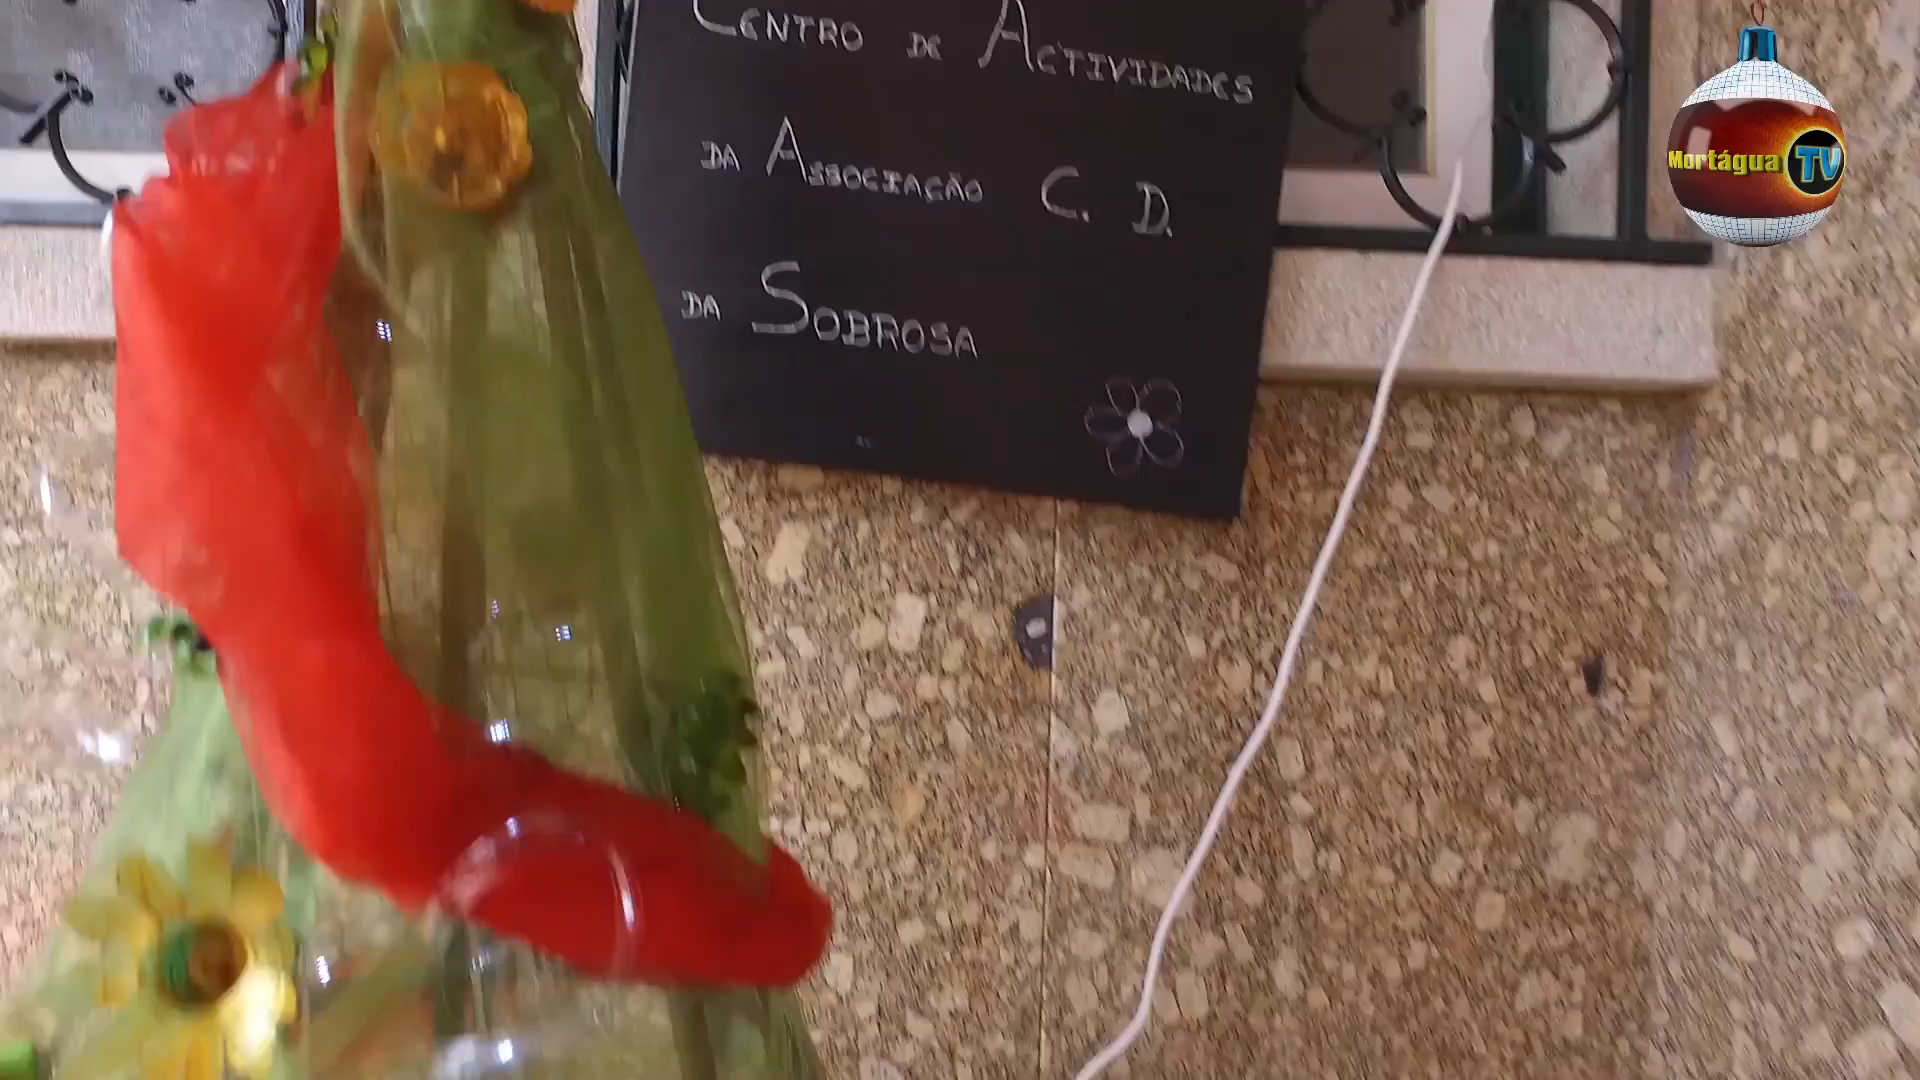 Centro de Actividades
da Associação C. D.
da Sobrosa
Mortágua TV